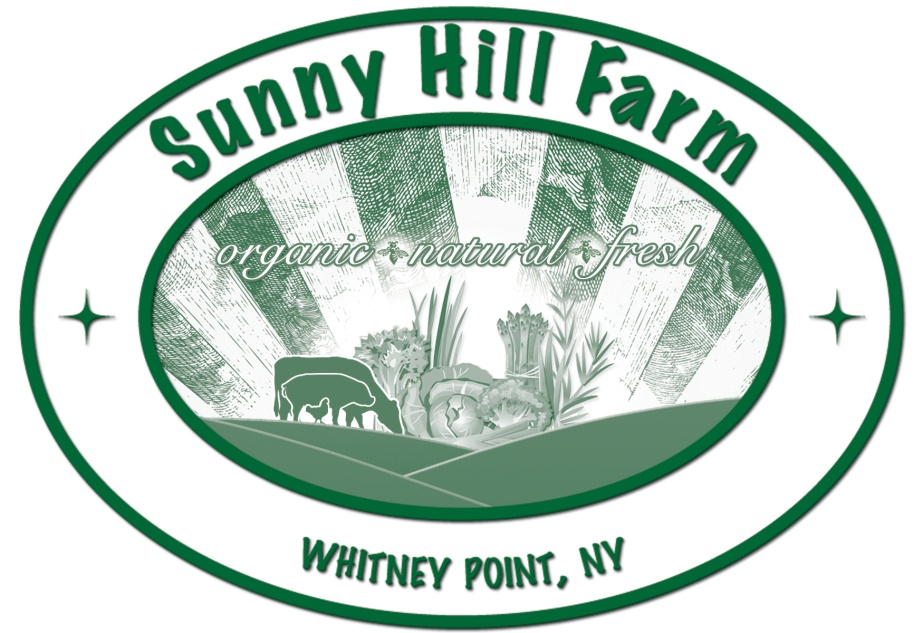 Sunny Hill Farm
organic natural fresh
WHITNEY POINT, NY